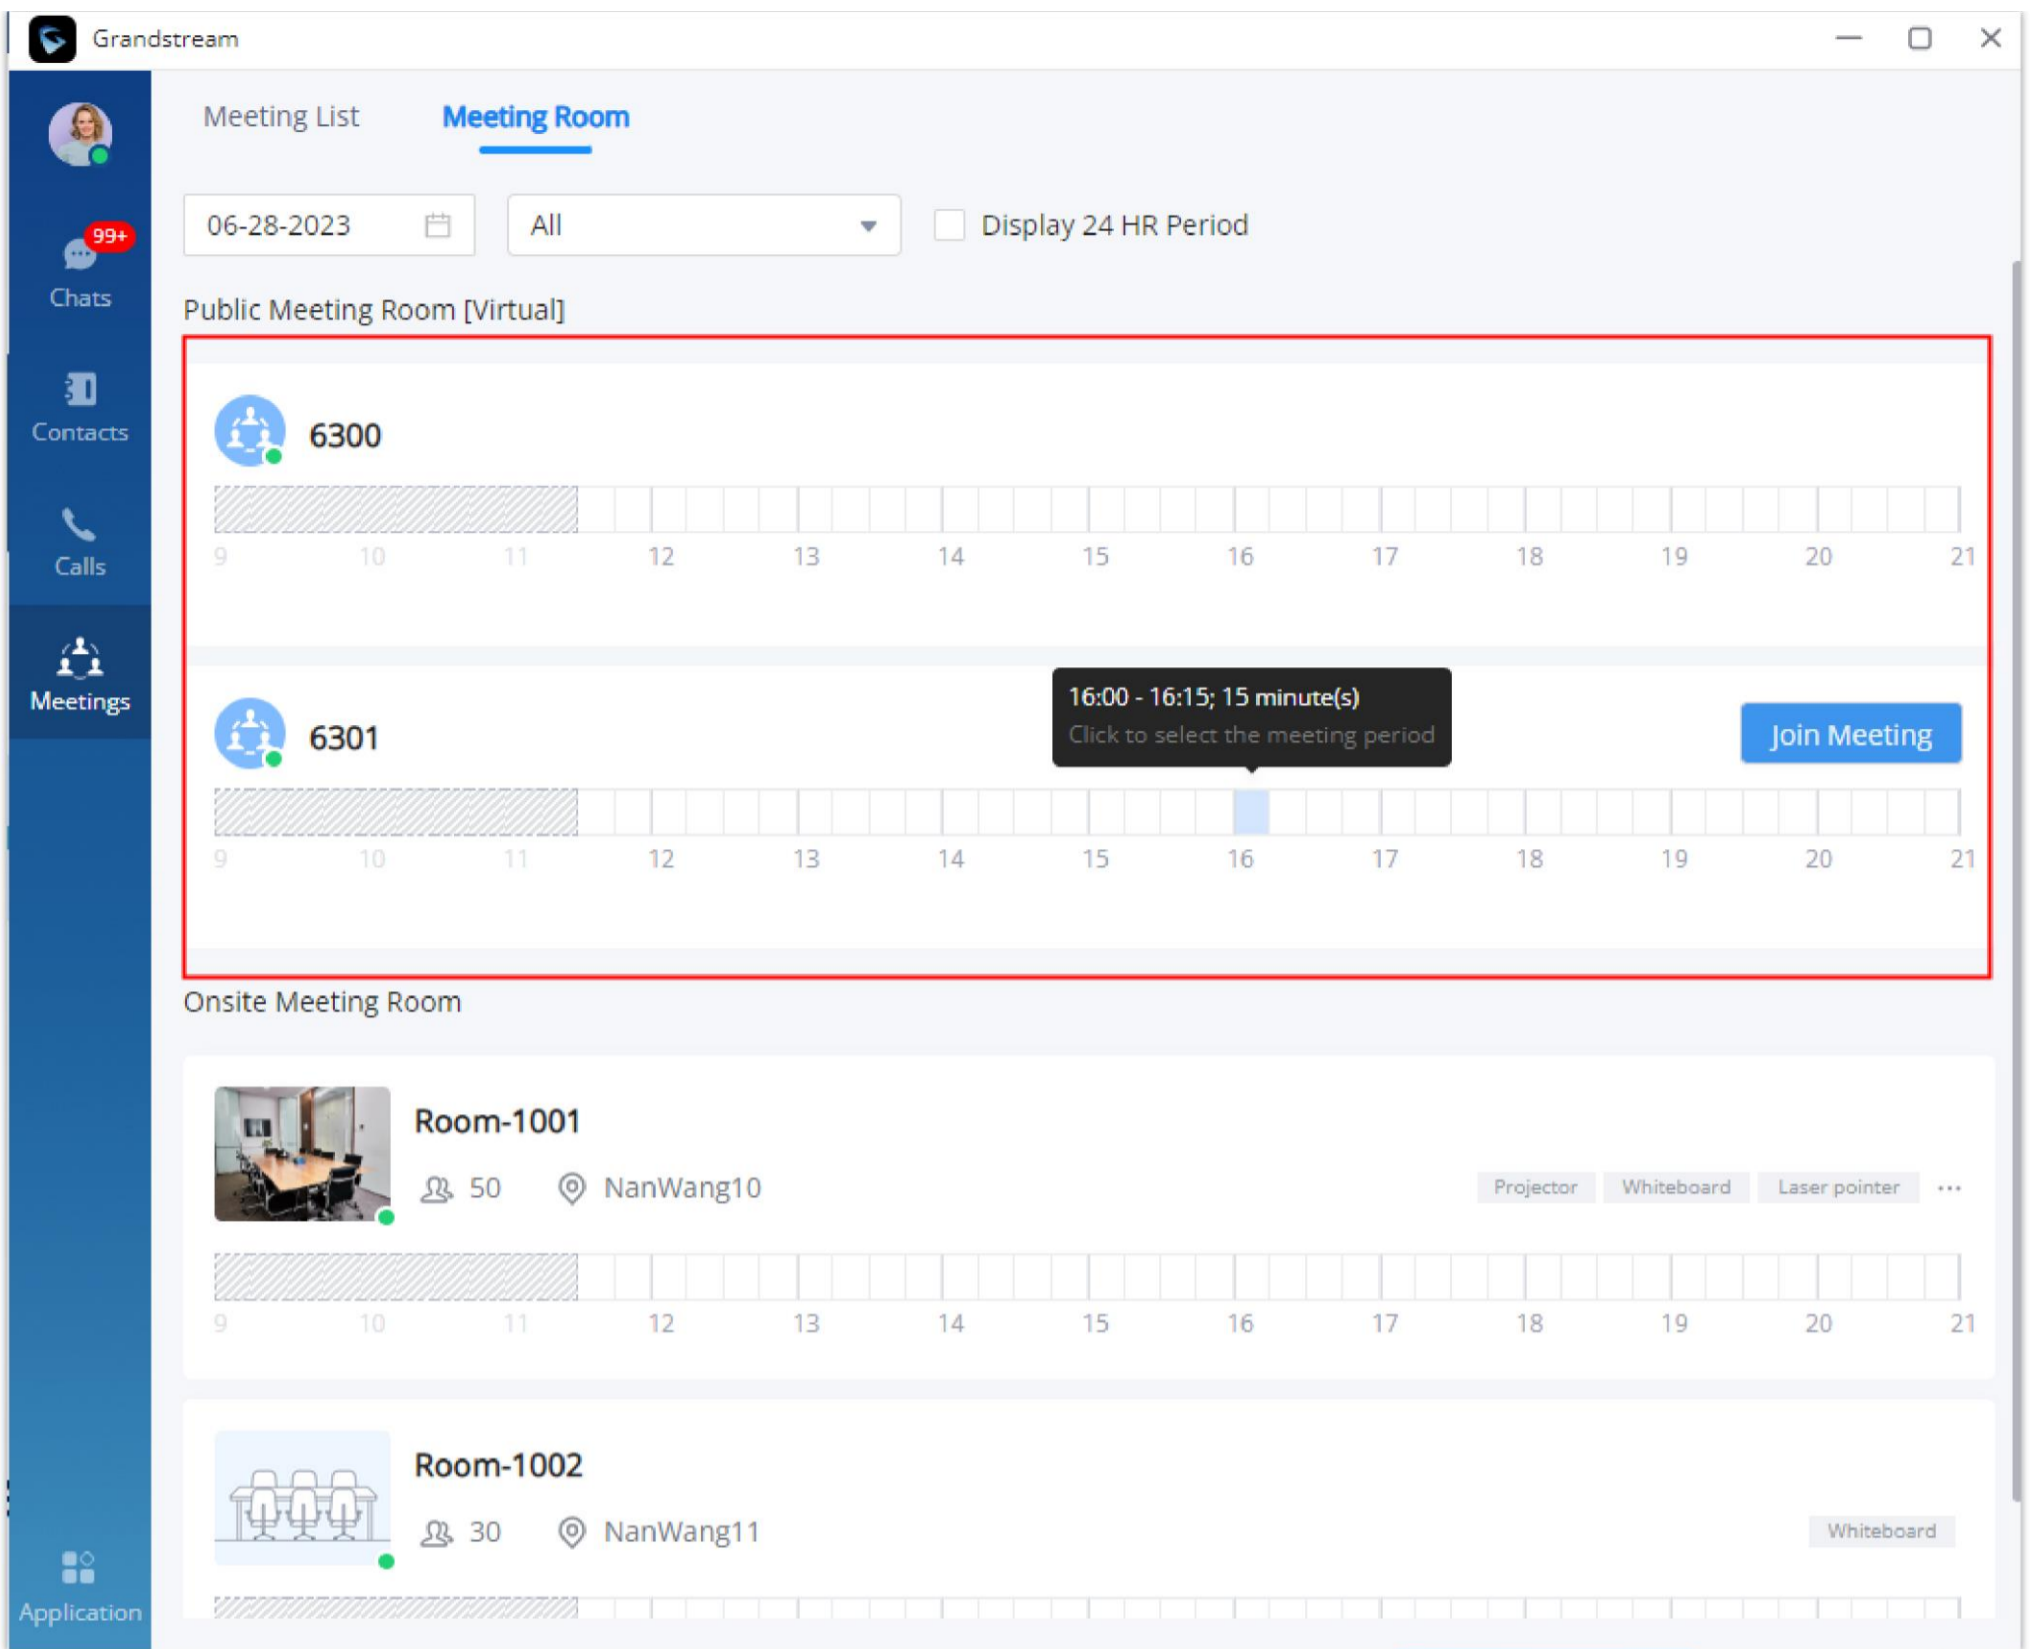 Grandstream
Meeting List
Meeting Room
06-28-2023
All
Display 24 HR Period
99+
Chats
Contacts
Calls
Meetings
Application
Public Meeting Room [Virtual]
6300
9 10 11 12 13 14 15 16 17 18 19 20 21
6301
16:00 - 16:15; 15 minute(s)
Click to select the meeting period
Join Meeting
9 10 11 12 13 14 15 16 17 18 19 20 21
Onsite Meeting Room
Room-1001
50 NanWang10
Projector Whiteboard Laser pointer ···
9 10 11 12 13 14 15 16 17 18 19 20 21
Room-1002
30 NanWang11
Whiteboard